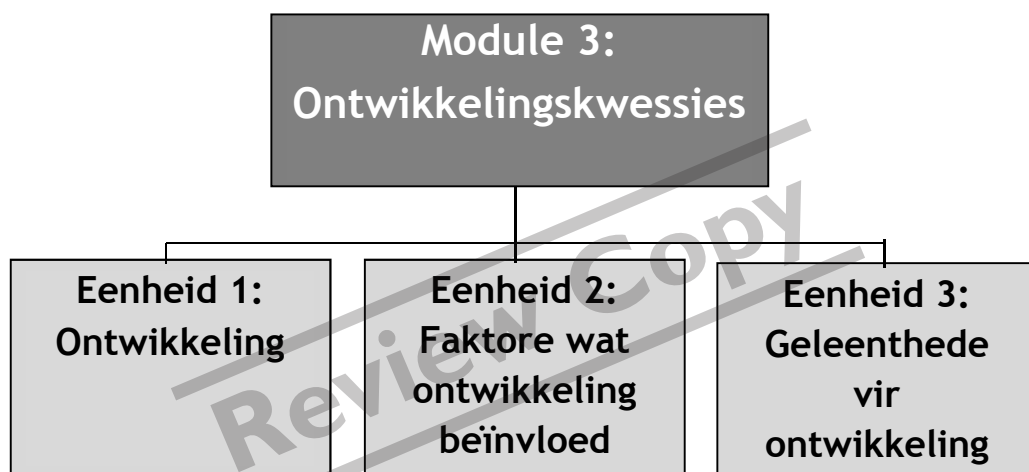 Module 3:
Ontwikkelingskwessies
Eenheid 1:
Ontwikkeling
Eenheid 2:
Faktore wat
ontwikkeling
beïnvloed
Eenheid 3:
Geleenthede
vir
ontwikkeling
Review Copy